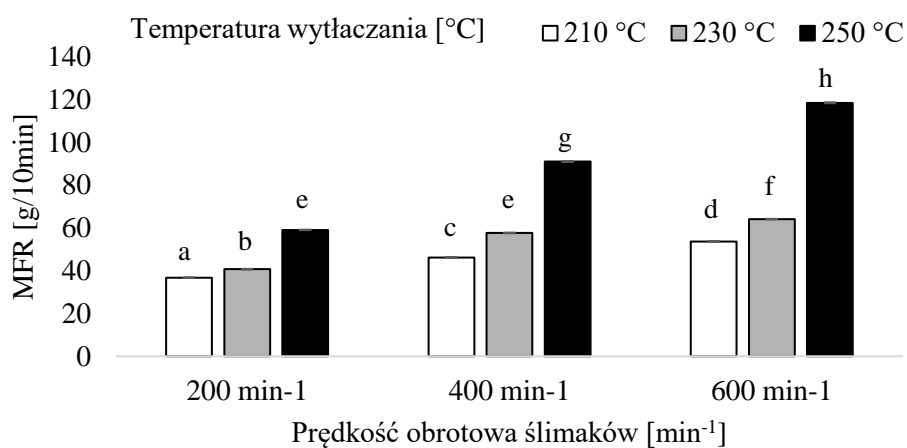 Temperatura wytłaczania [°C] 210 °C 230 °C 250 °C
MFR [g/10min]
140
120
100
80
60
40
20
0
a b e
c e g
d f h
200 min-1 400 min-1 600 min-1
Prędkość obrotowa ślimaków [min-1]